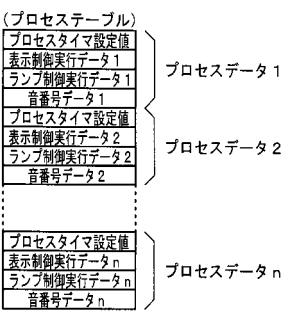 (プロセステーブル)
プロセスタイマ設定値
表示制御実行データ1
ランプ制御実行データ1
音番号データ1
プロセスデータ1
プロセスタイマ設定値
表示制御実行データ2
ランプ制御実行データ2
音番号データ2
プロセスデータ2
プロセスタイマ設定値
表示制御実行データn
ランプ制御実行データn
音番号データn
プロセスデータn